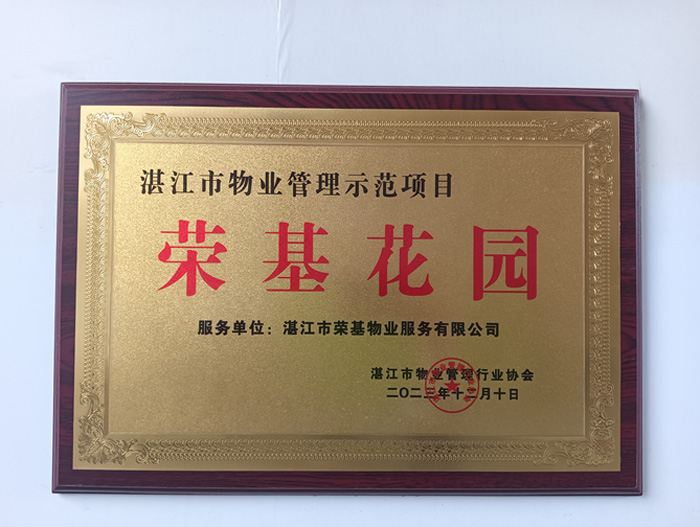 湛江市物业管理示范项目
荣基花园
服务单位：湛江市荣基物业服务有限公司
湛江市物业管理行业协会
二〇二三年十二月十日